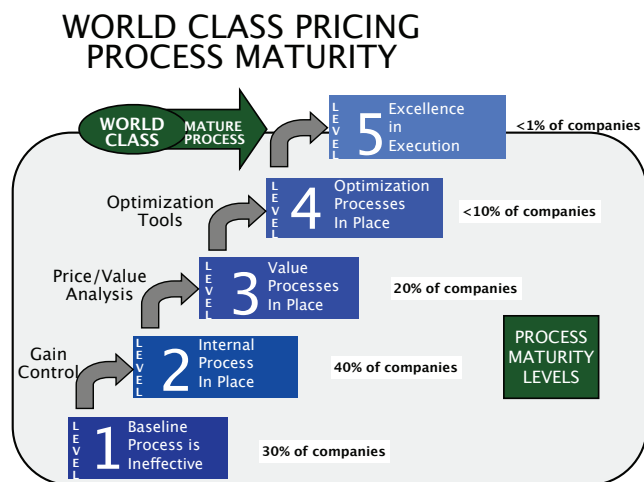 WORLD CLASS PRICING
PROCESS MATURITY
WORLD
CLASS
MATURE
PROCESS
LEVEL
5
Excellence
in
Execution
<1% of companies
Optimization
Tools
LEVEL
4
Optimization
Processes
In Place
<10% of companies
Price/Value
Analysis
LEVEL
3
Value
Processes
In Place
20% of companies
Gain
Control
LEVEL
2
Internal
Process
In Place
40% of companies
PROCESS
MATURITY
LEVELS
LEVEL
1
Baseline
Process is
Ineffective
30% of companies